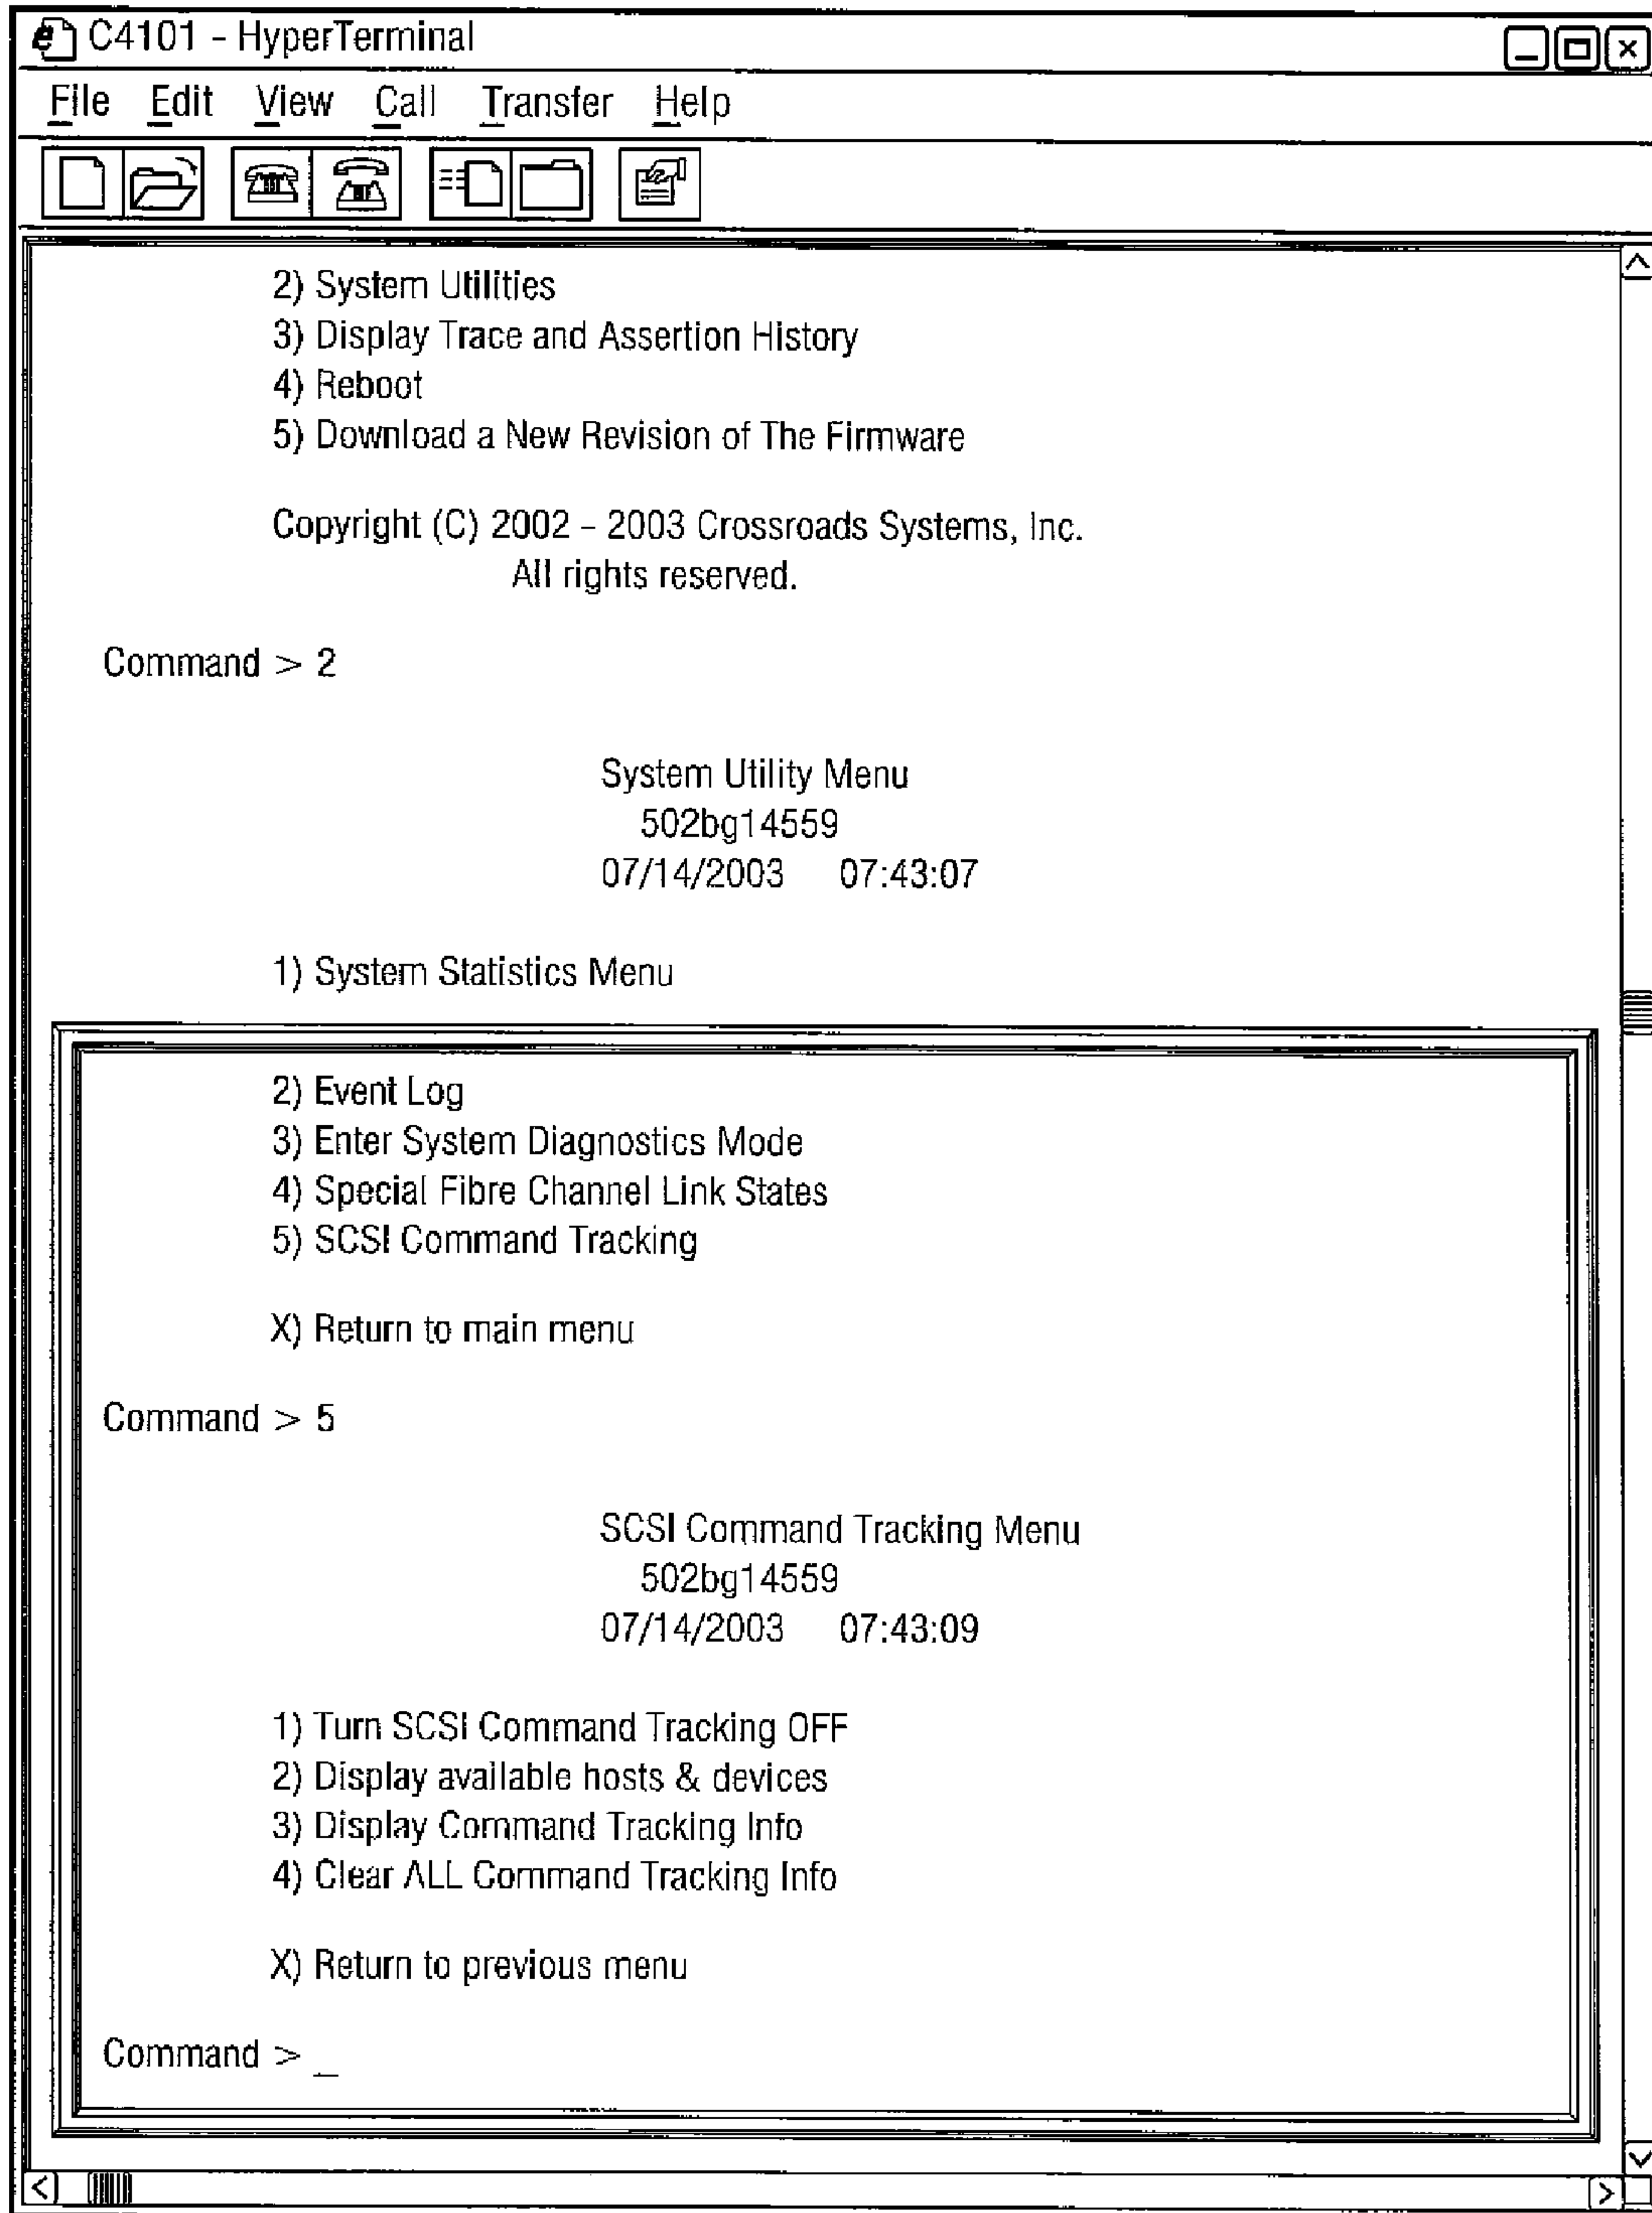 C4101 - HyperTerminal
File Edit View Call Transfer Help
2) System Utilities
3) Display Trace and Assertion History
4) Reboot
5) Download a New Revision of The Firmware
Copyright (C) 2002 – 2003 Crossroads Systems, Inc.
All rights reserved.
Command > 2
System Utility Menu
502bg14559
07/14/2003 07:43:07
1) System Statistics Menu
2) Event Log
3) Enter System Diagnostics Mode
4) Special Fibre Channel Link States
5) SCSI Command Tracking
X) Return to main menu
Command > 5
SCSI Command Tracking Menu
502bg14559
07/14/2003 07:43:09
1) Turn SCSI Command Tracking OFF
2) Display available hosts & devices
3) Display Command Tracking Info
4) Clear ALL Command Tracking Info
X) Return to previous menu
Command > _